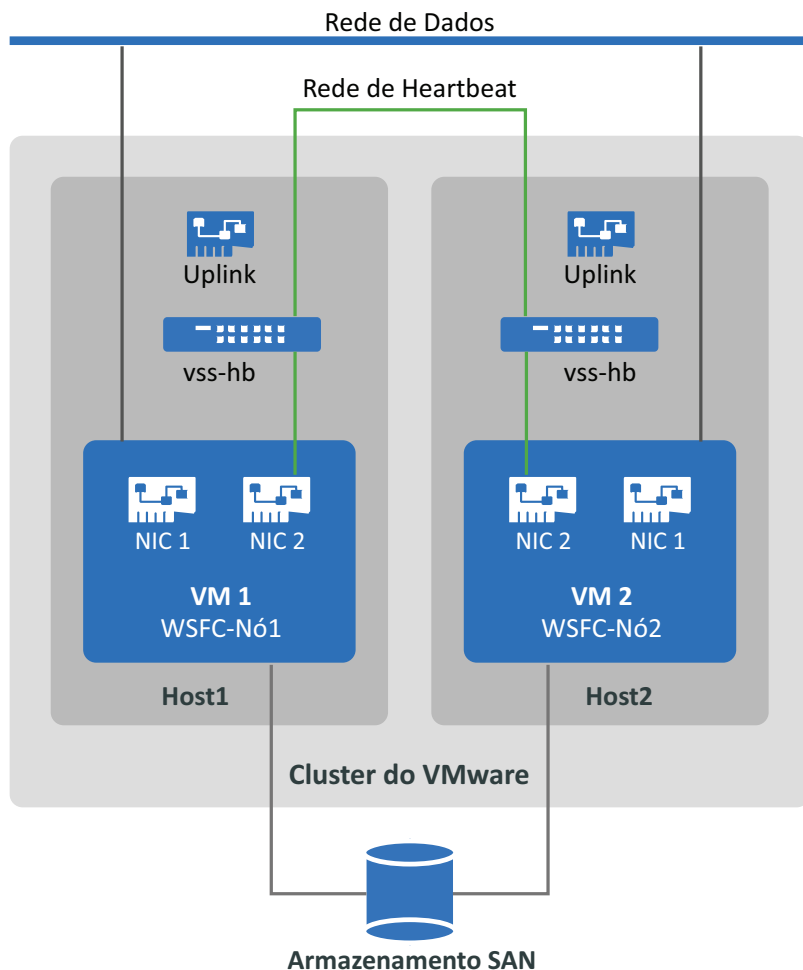 Rede de Dados
Rede de Heartbeat
Uplink
Uplink
vss-hb
vss-hb
NIC 1
NIC 2
NIC 2
NIC 1
VM 1
WSFC-Nó1
VM 2
WSFC-Nó2
Host1
Host2
Cluster do VMware
Armazenamento SAN